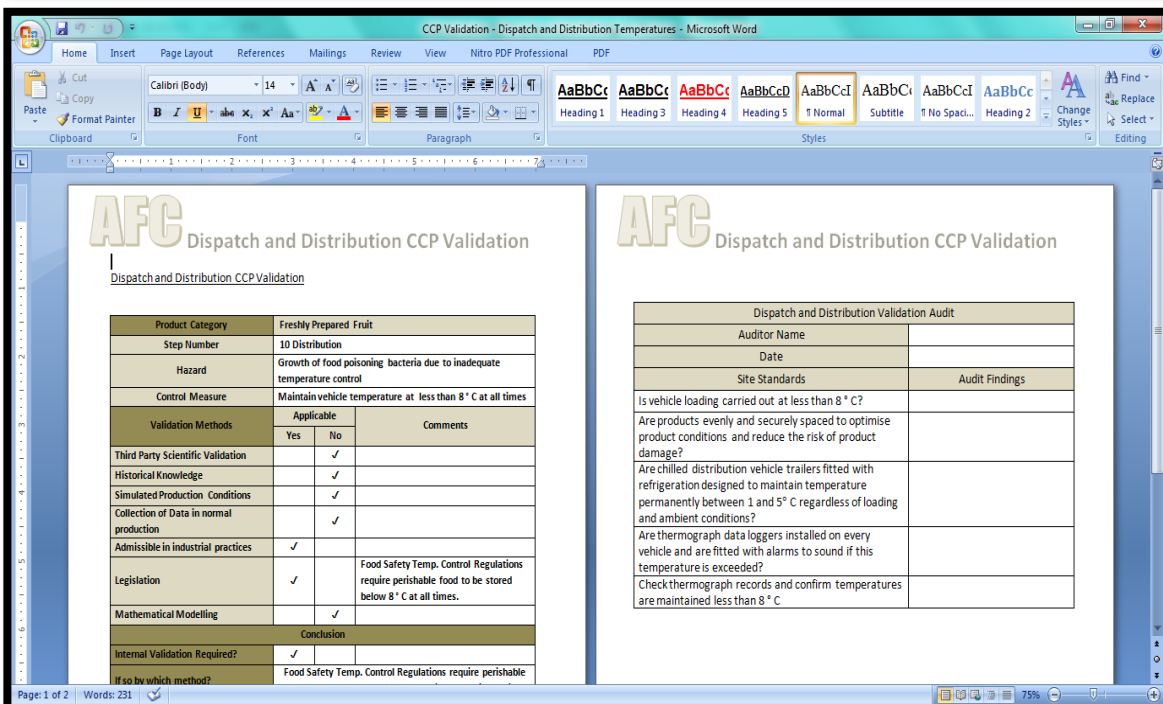 CCP Validation - Dispatch and Distribution Temperatures - Microsoft Word
Home Insert Page Layout References Mailings Review View Nitro PDF Professional PDF
Paste
Cut
Copy
Format Painter
Clipboard
Calibri (Body) 14
B I U abc x₂ x² Aa A
Font
Paragraph
AaBbCc AaBbCc AaBbCc AaBbCcD AaBbCcI AaBbCc AaBbCcI AaBbCc
Heading 1 Heading 3 Heading 4 Heading 5 ¶ Normal Subtitle ¶ No Spaci... Heading 2
Change Styles
Styles
Find
Replace
Select
Editing
AFC Dispatch and Distribution CCP Validation
Dispatch and Distribution CCP Validation
Product Category Freshly Prepared Fruit
Step Number 10 Distribution
Hazard Growth of food poisoning bacteria due to inadequate
temperature control
Control Measure Maintain vehicle temperature at less than 8 ° C at all times
Validation Methods Applicable Comments
Yes No
Third Party Scientific Validation ✓
Historical Knowledge ✓
Simulated Production Conditions ✓
Collection of Data in normal
production ✓
Admissible in industrial practices ✓
Legislation ✓ Food Safety Temp. Control Regulations
require perishable food to be stored
below 8 ° C at all times.
Mathematical Modelling ✓
Conclusion
Internal Validation Required? ✓
If so by which method? Food Safety Temp. Control Regulations require perishable
AFC Dispatch and Distribution CCP Validation
Dispatch and Distribution Validation Audit
Auditor Name
Date
Site Standards Audit Findings
Is vehicle loading carried out at less than 8 ° C?
Are products evenly and securely spaced to optimise
product conditions and reduce the risk of product
damage?
Are chilled distribution vehicle trailers fitted with
refrigeration designed to maintain temperature
permanently between 1 and 5° C regardless of loading
and ambient conditions?
Are thermograph data loggers installed on every
vehicle and are fitted with alarms to sound if this
temperature is exceeded?
Check thermograph records and confirm temperatures
are maintained less than 8 ° C
Page: 1 of 2 Words: 231 75%